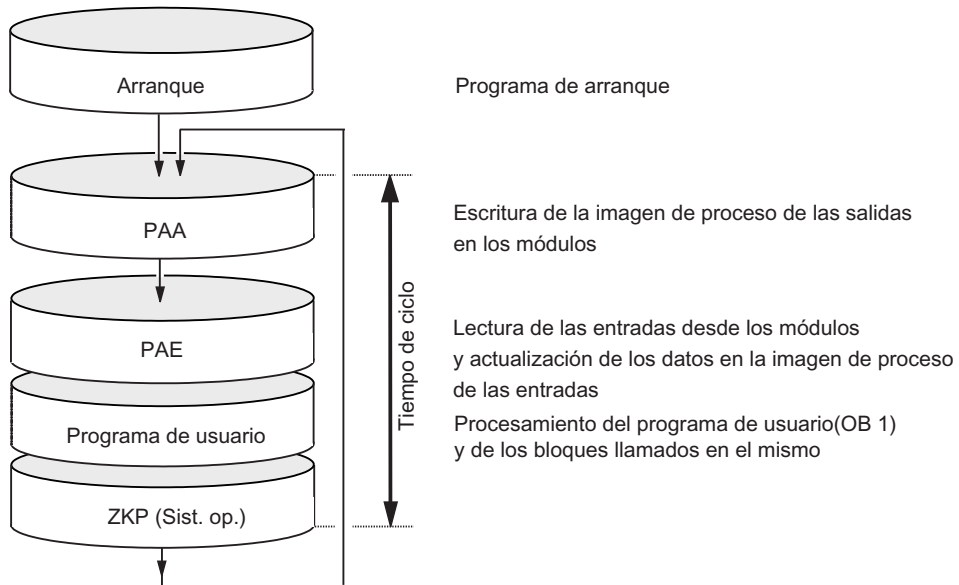 Arranque
Programa de arranque
PAA
Escritura de la imagen de proceso de las salidas
en los módulos
PAE
Lectura de las entradas desde los módulos
y actualización de los datos en la imagen de proceso
de las entradas
Tiempo de ciclo
Programa de usuario
Procesamiento del programa de usuario(OB 1)
y de los bloques llamados en el mismo
ZKP (Sist. op.)